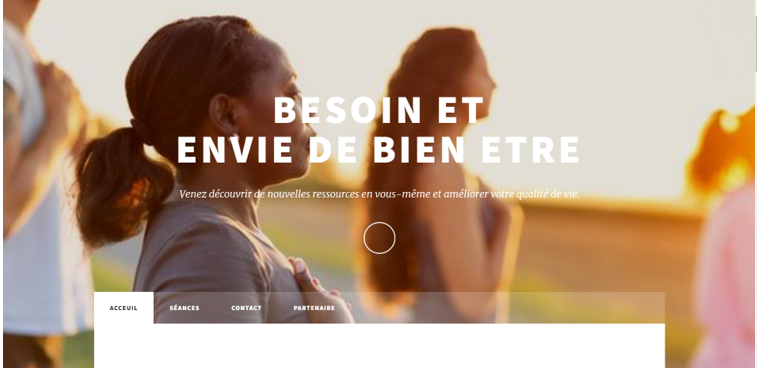 BESOIN ET
ENVIE DE BIEN ETRE
Venez découvrir de nouvelles ressources en vous-même et améliorer votre qualité de vie.
ACCEUIL SÉANCES CONTACT PARTENAIRE